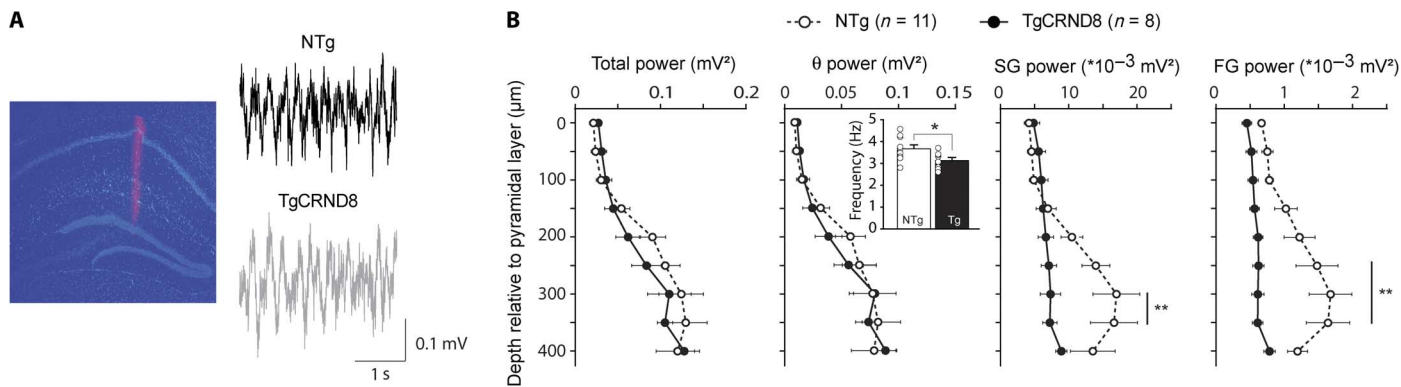 A
NTg
TgCRND8
0.1 mV
1 s
B
NTg (n = 11)
TgCRND8 (n = 8)
Total power (mV²)
θ power (mV²)
SG power (*10⁻³ mV²)
FG power (*10⁻³ mV²)
0 0.1 0.2
0 0.05 0.1 0.15
0 10 20
0 1 2
Depth relative to pyramidal layer (μm)
0
100
200
300
400
Frequency (Hz)
5
4
3
2
1
0
*
NTg
Tg
**
**